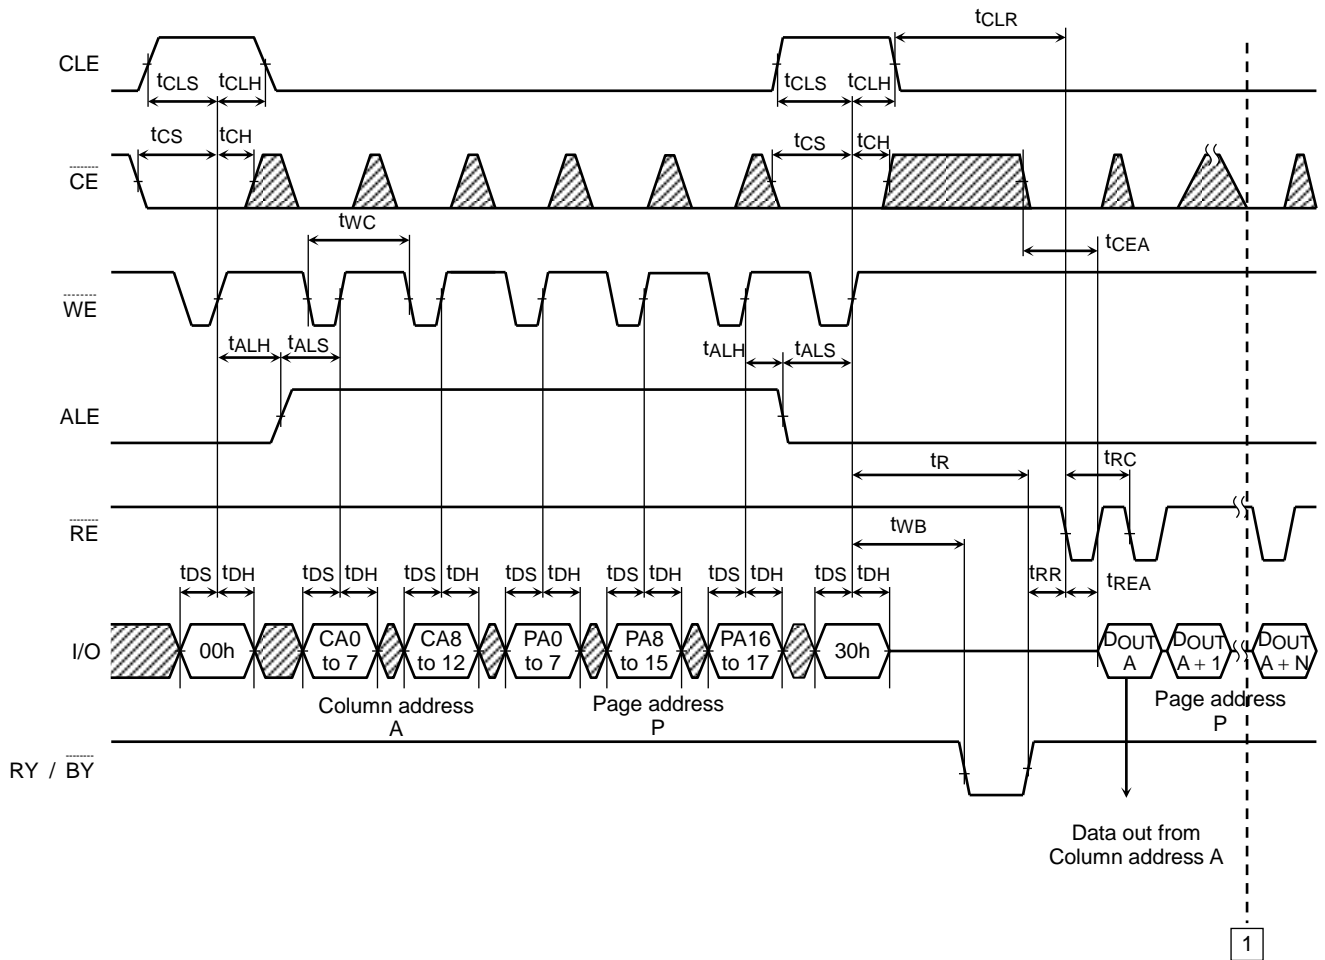 tCLR
CLE
tCLS tCLH tCLS tCLH
tCS tCH tCS tCH
CE
tWC
tCEA
WE
tALH tALS tALH tALS
ALE
tR tRC
RE
tWB
tDS tDH tDS tDH tDS tDH tDS tDH tDS tDH tDS tDH tDS tDH tRR tREA
I/O 00h CA0 to 7 CA8 to 12 PA0 to 7 PA8 to 15 PA16 to 17 30h DOUT A DOUT A + 1 DOUT A + N
Column address A
Page address P
Page address P
RY / BY
Data out from
Column address A
1